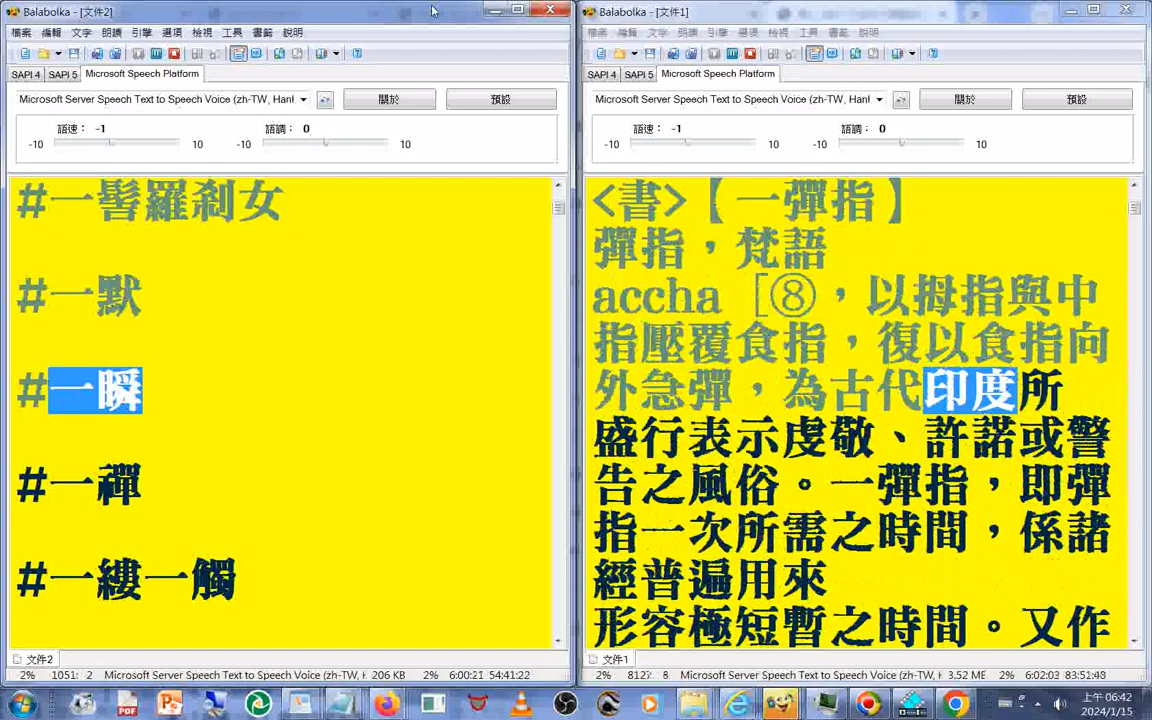 Balabolka - [文件2]
檔案 編輯 文字 朗讀 引擎 選項 檢視 工具 書籤 說明
SAPI 4 SAPI 5 Microsoft Speech Platform
Microsoft Server Speech Text to Speech Voice (zh-TW, Hanl
關於 預設
語速： -1 語調： 0
-10 10 -10 10
#一髻羅剎女
#一默
#一瞬
#一禪
#一縷一觸
文件2
2% 1051: 2 Microsoft Server Speech Text to Speech Voice (zh-TW, H 206 KB 2% 6:00:21 54:41:22
Balabolka - [文件1]
檔案 編輯 文字 朗讀 引擎 選項 檢視 工具 書籤 說明
SAPI 4 SAPI 5 Microsoft Speech Platform
Microsoft Server Speech Text to Speech Voice (zh-TW, Hanl
關於 預設
語速： -1 語調： 0
-10 10 -10 10
<書>【一彈指】
彈指，梵語
accha［⑧，以拇指與中
指壓覆食指，復以食指向
外急彈，為古代印度所
盛行表示虔敬、許諾或警
告之風俗。一彈指，即彈
指一次所需之時間，係諸
經普遍用來
形容極短暫之時間。又作
文件1
2% 812?: 8 Microsoft Server Speech Text to Speech Voice (zh-TW, H 3.52 ME 2% 6:02:03 83:51:48
上午 06:42
2024/1/15